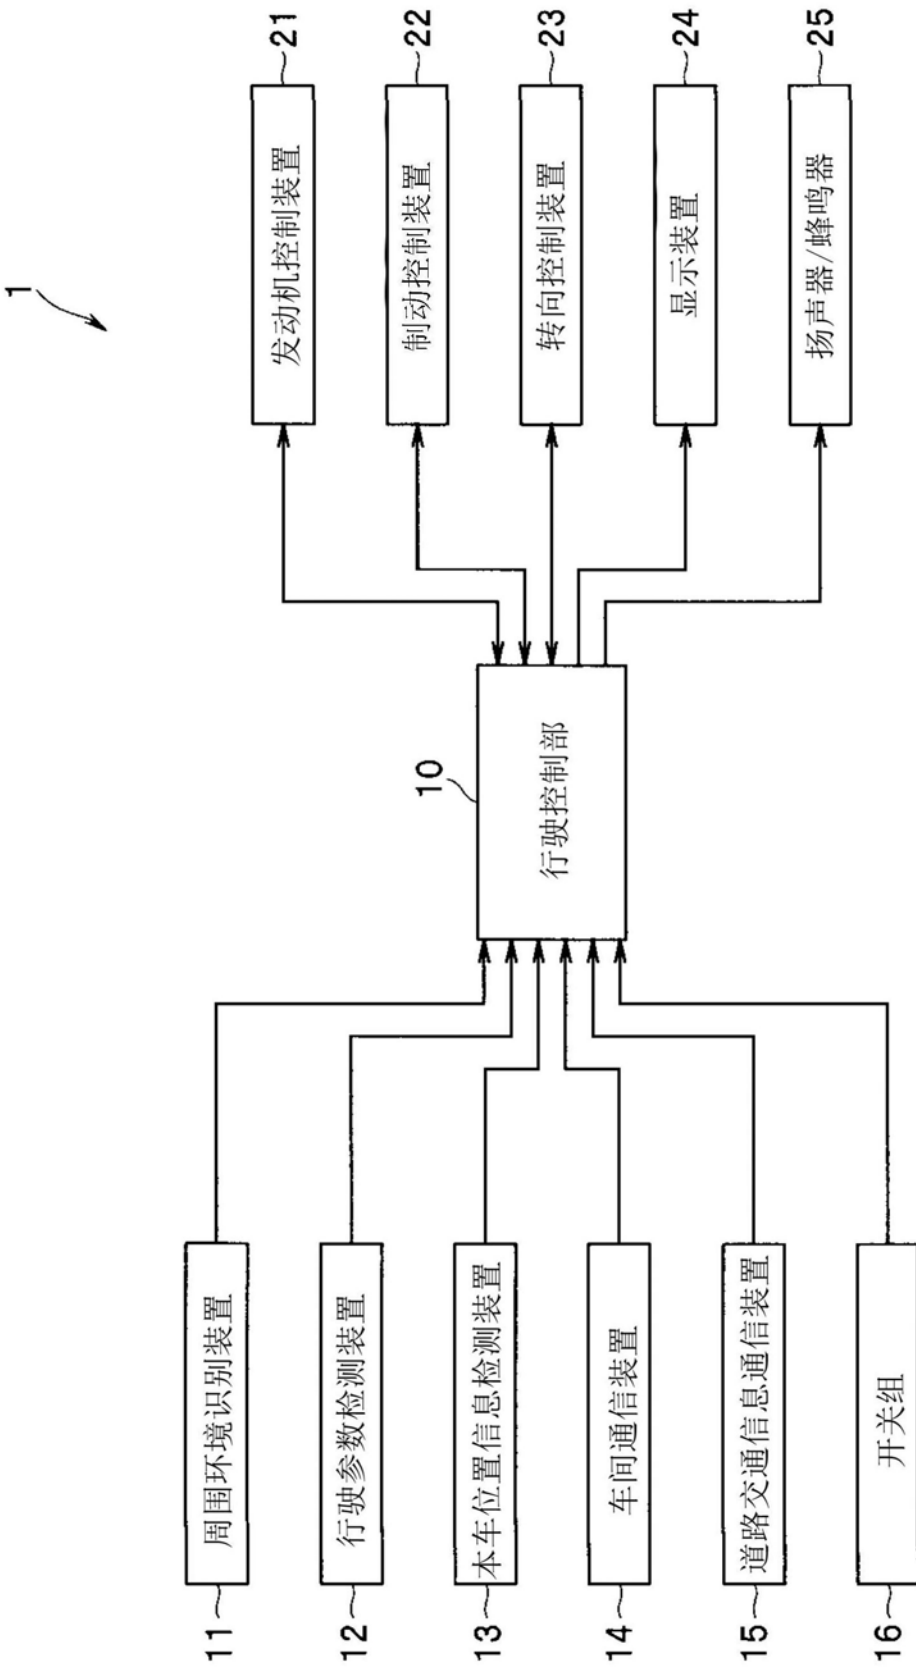 1
11
周围环境识别装置
12
行驶参数检测装置
13
本车位置信息检测装置
14
车间通信装置
15
道路交通信息通信装置
16
开关组
10
行驶控制部
21
发动机控制装置
22
制动控制装置
23
转向控制装置
24
显示装置
25
扬声器/蜂鸣器